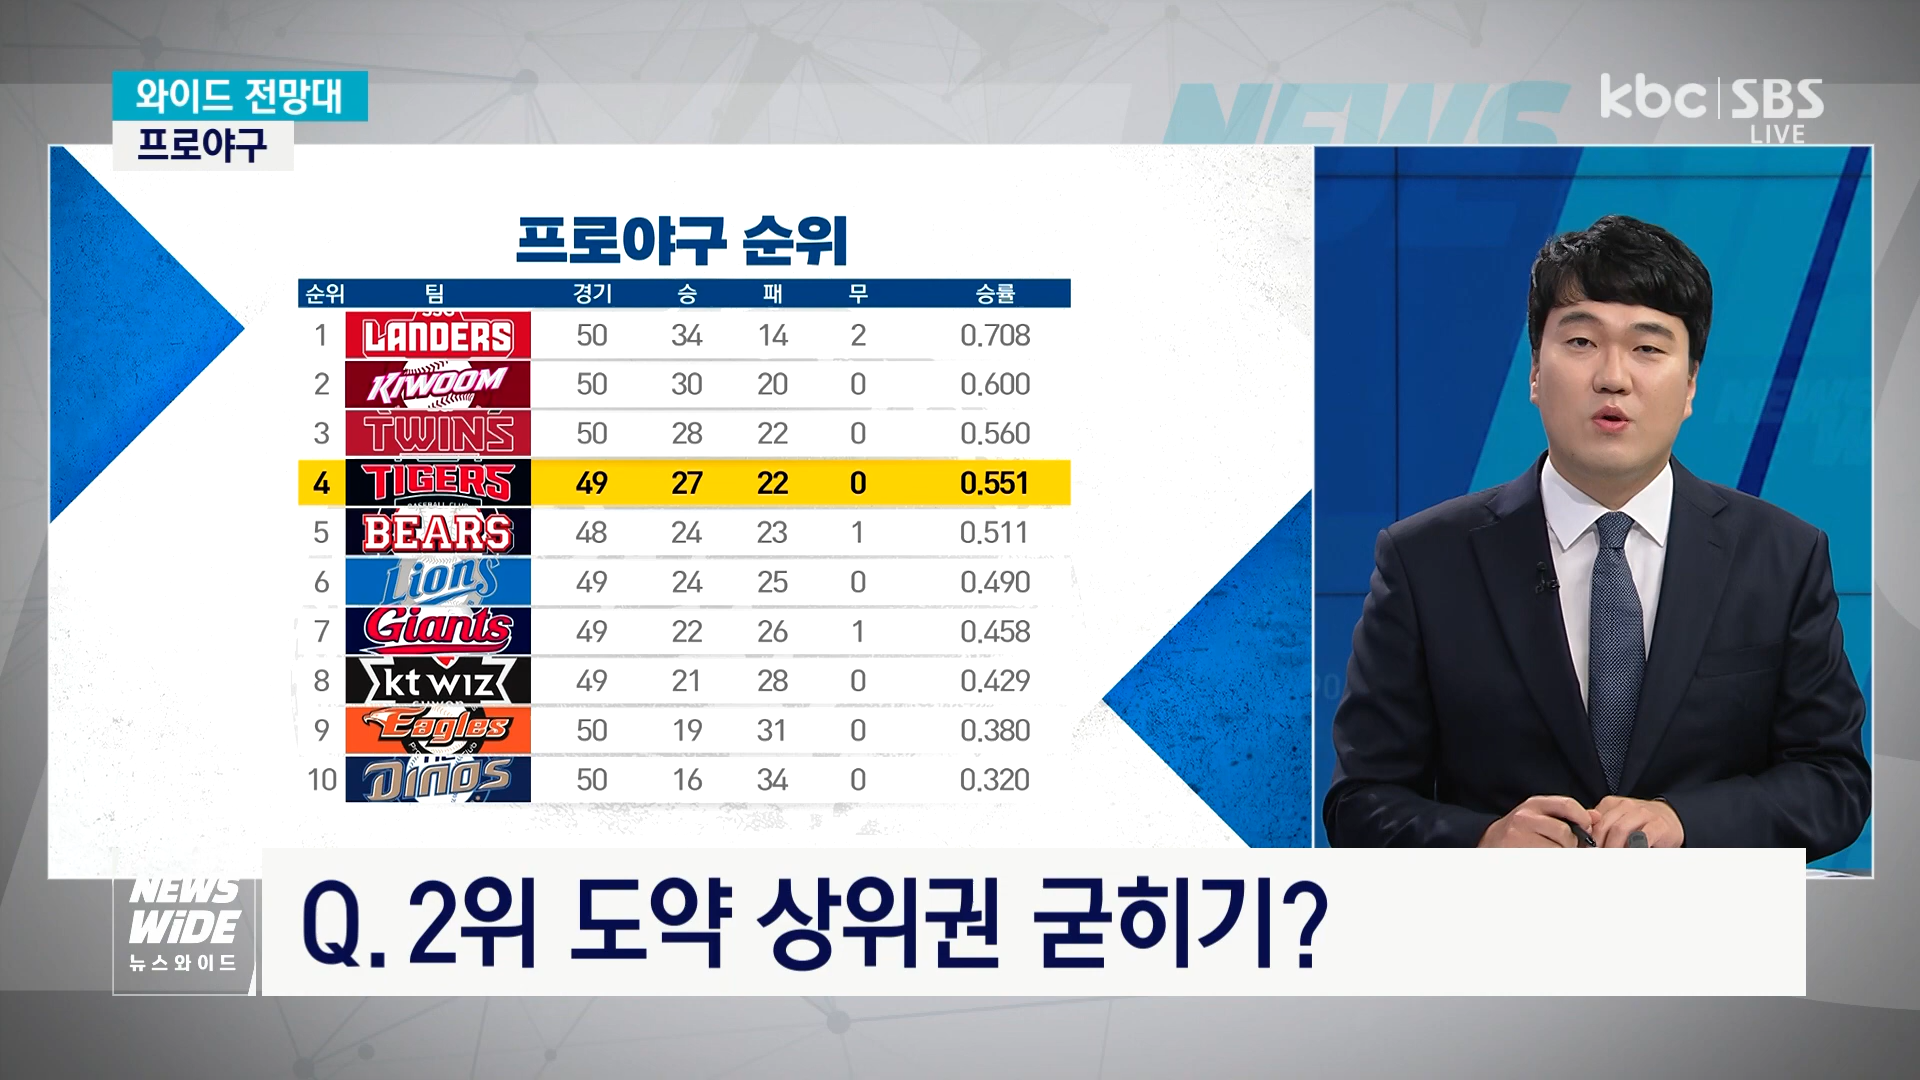 와이드 전망대
프로야구
NEWS
kbc SBS
LIVE
프로야구 순위
순위 팀 경기 승 패 무 승률
1 LANDERS 50 34 14 2 0.708
2 KIWOOM 50 30 20 0 0.600
3 TWINS 50 28 22 0 0.560
4 TIGERS 49 27 22 0 0.551
5 BEARS 48 24 23 1 0.511
6 Lions 49 24 25 0 0.490
7 Giants 49 22 26 1 0.458
8 kt wiz 49 21 28 0 0.429
9 Eagles 50 19 31 0 0.380
10 DINOS 50 16 34 0 0.320
NEWS
WiDE
뉴스와이드
Q. 2위 도약 상위권 굳히기?